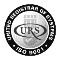 UNITED REGISTRAR OF SYSTEMS
URS
ISO 9001